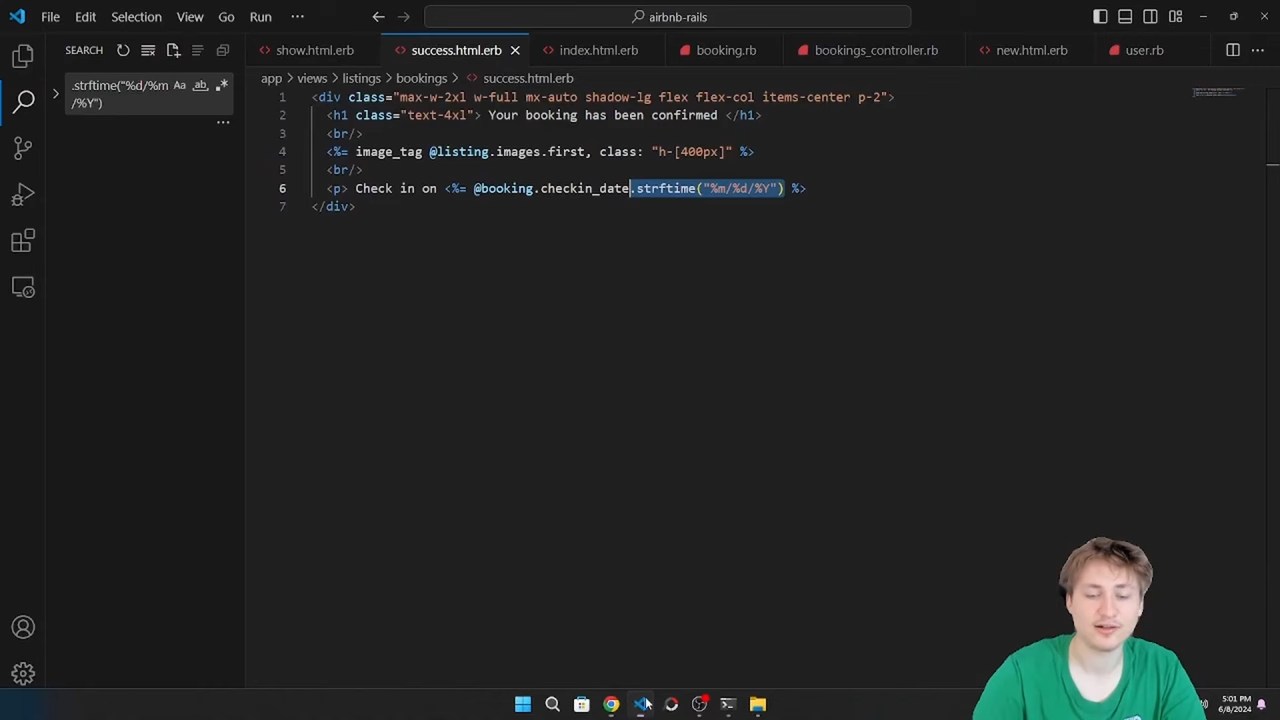 File Edit Selection View Go Run ··· airbnb-rails
SEARCH
show.html.erb success.html.erb index.html.erb booking.rb bookings_controller.rb new.html.erb user.rb
.strftime("%d/%m
/%Y")
app > views > listings > bookings > success.html.erb
1 <div class="max-w-2xl w-full mx-auto shadow-lg flex flex-col items-center p-2">
2 <h1 class="text-4xl"> Your booking has been confirmed </h1>
3 <br/>
4 <%= image_tag @listing.images.first, class: "h-[400px]" %>
5 <br/>
6 <p> Check in on <%= @booking.checkin_date.strftime("%m/%d/%Y") %>
7 </div>
5:01 PM
6/8/2024